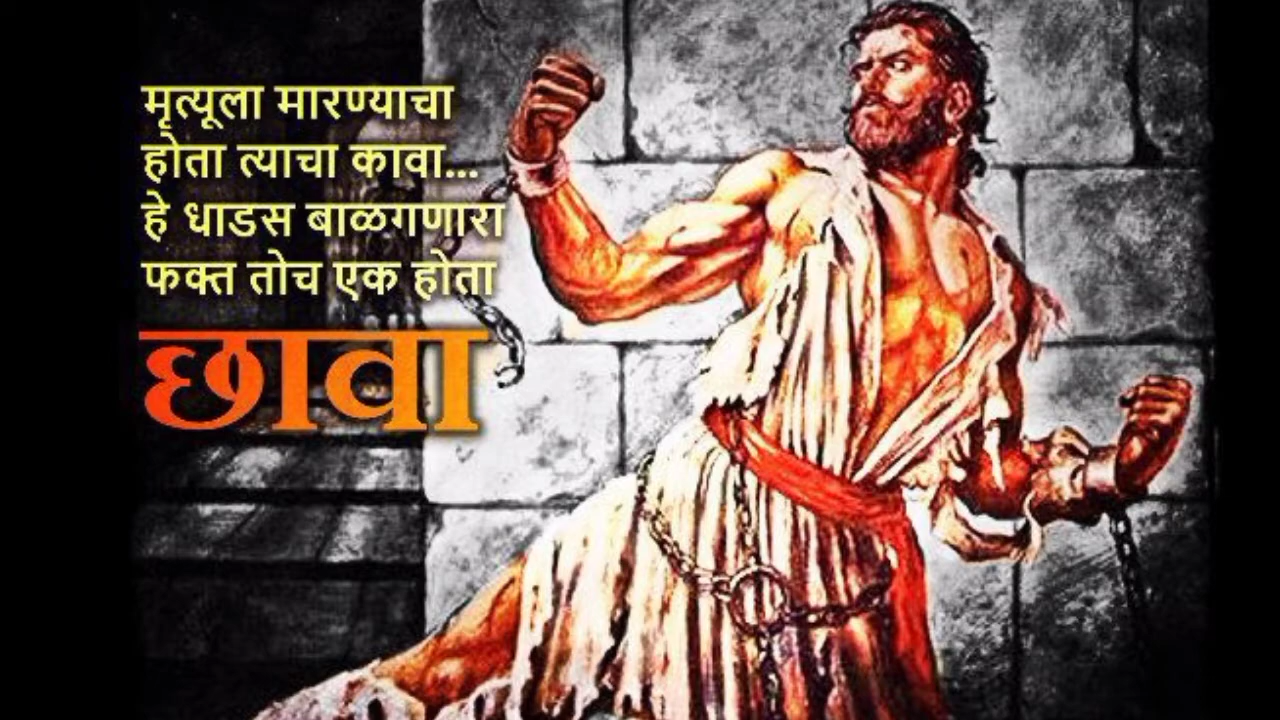 मृत्यूला मारण्याचा
होता त्याचा कावा...
हे धाडस बाळगणारा
फक्त तोच एक होता
छावा